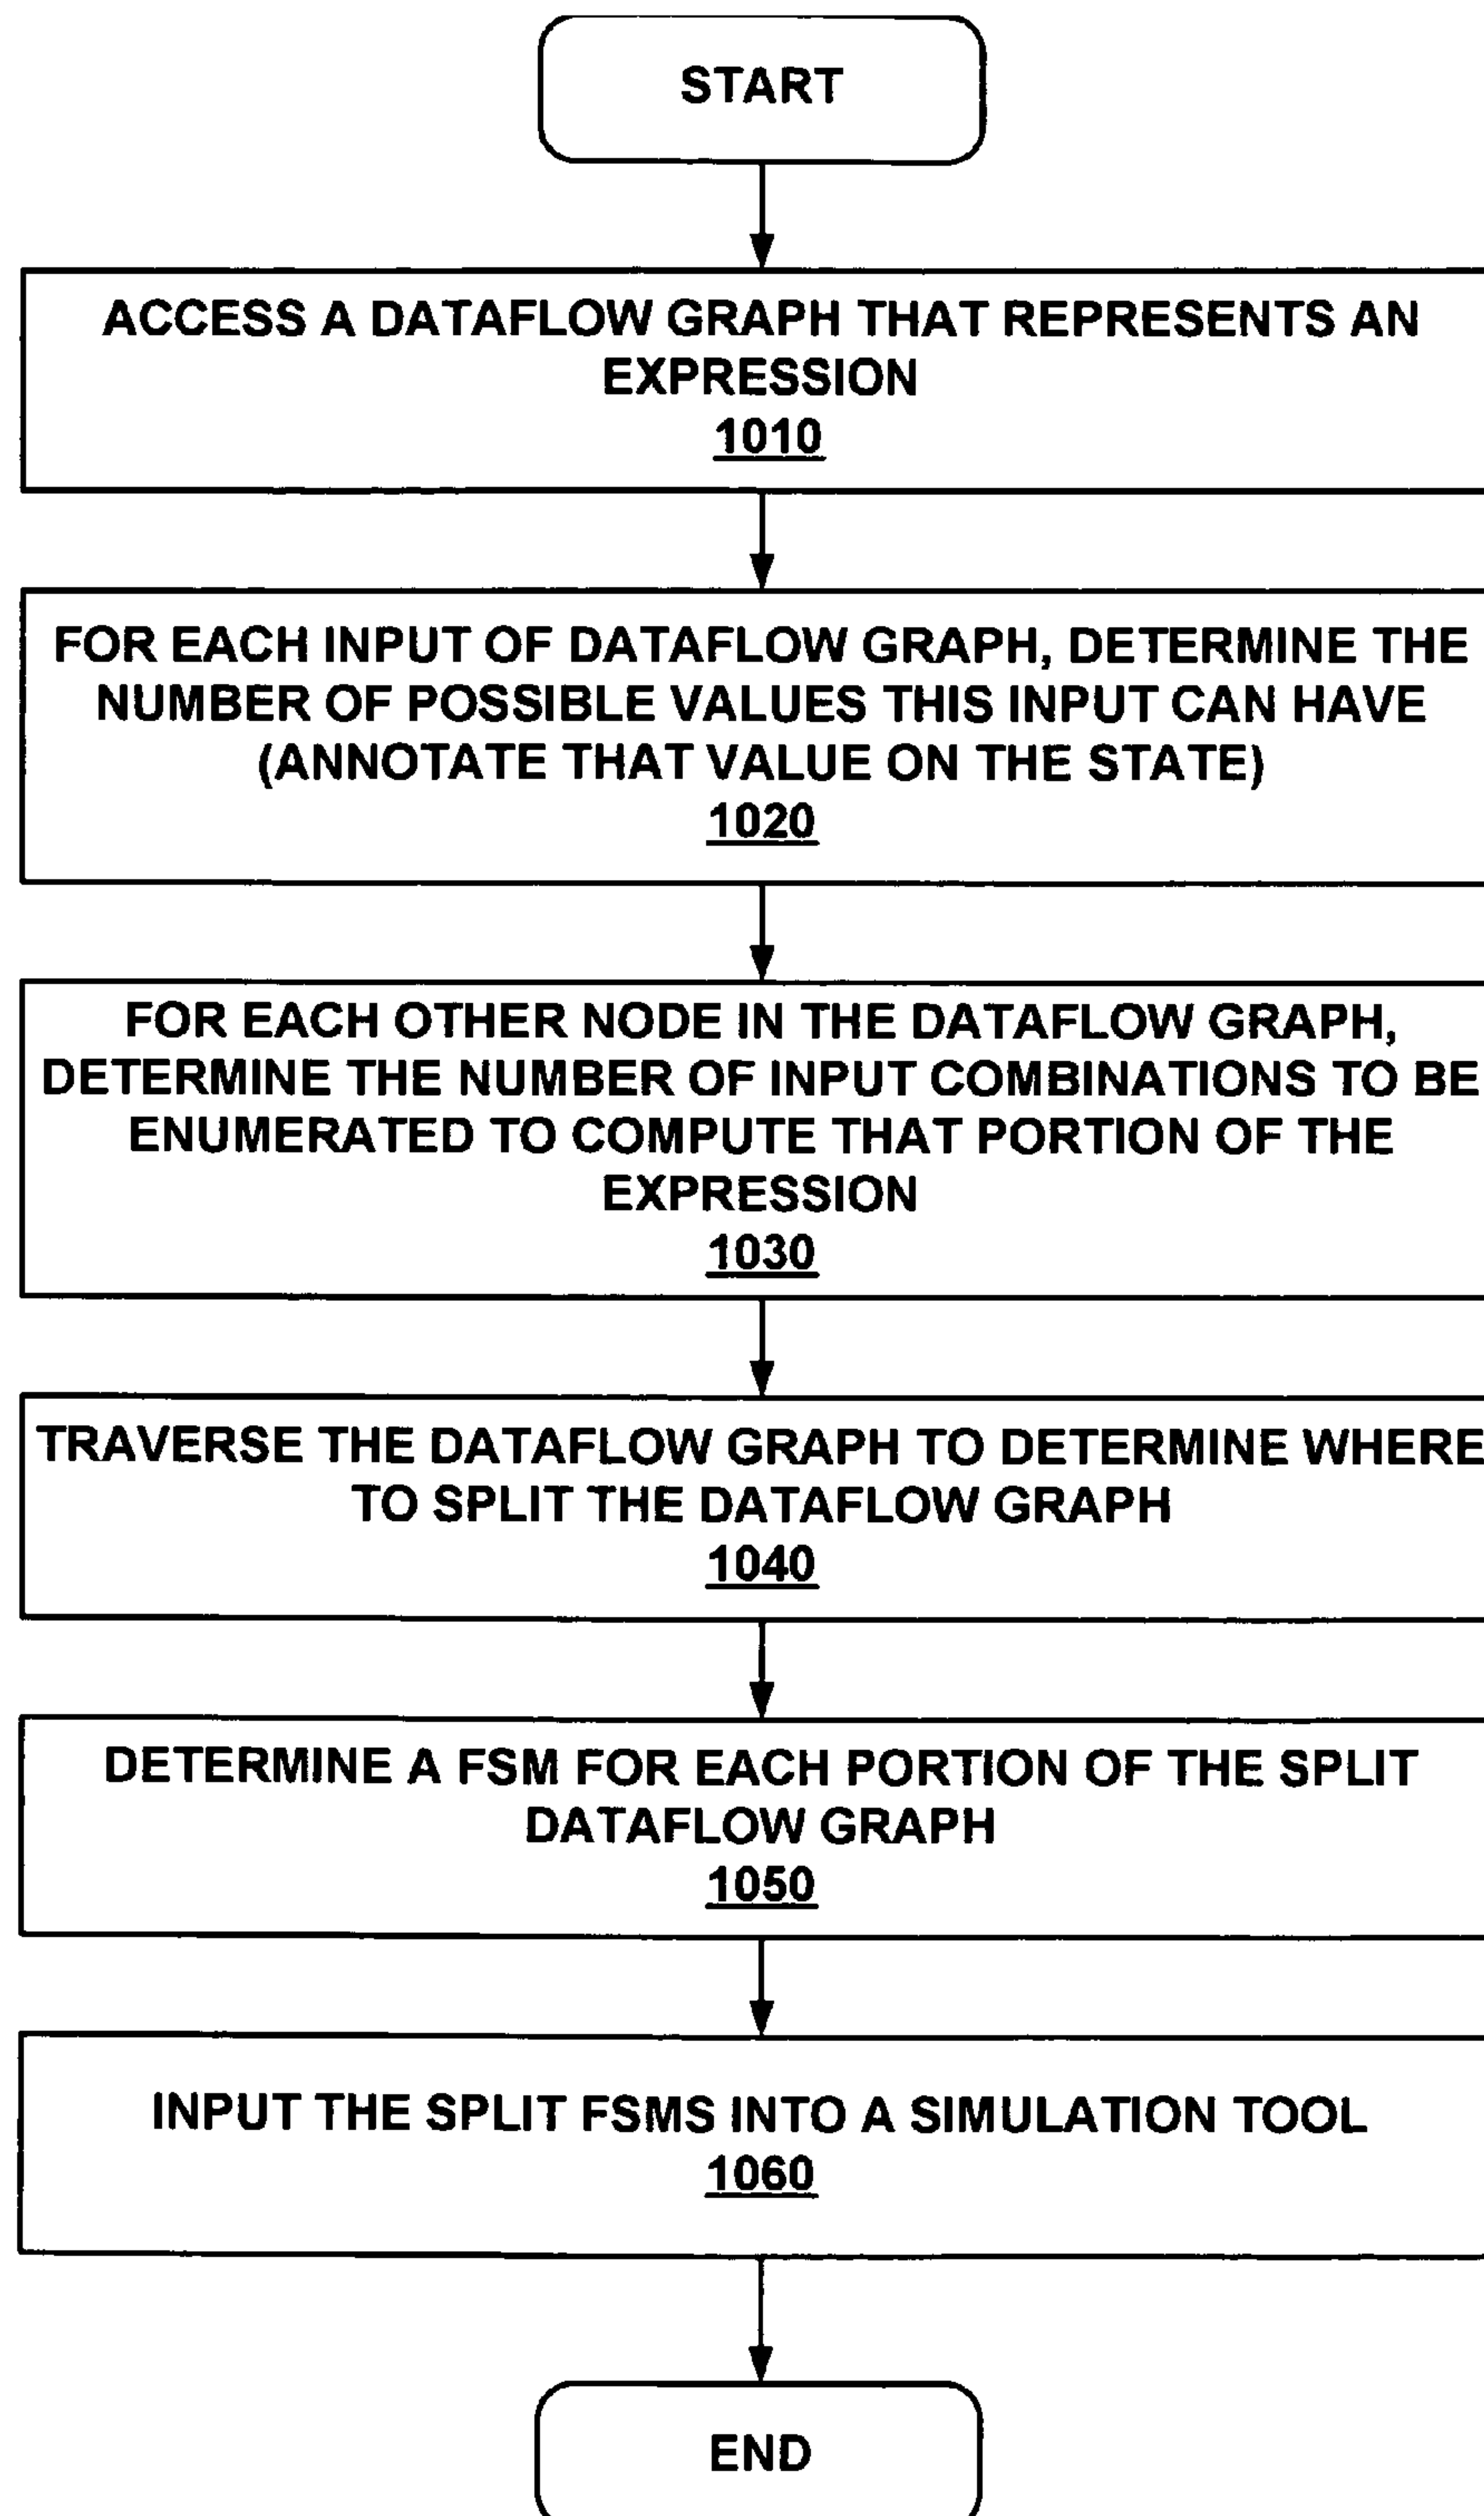 START
ACCESS A DATAFLOW GRAPH THAT REPRESENTS AN
EXPRESSION
1010
FOR EACH INPUT OF DATAFLOW GRAPH, DETERMINE THE
NUMBER OF POSSIBLE VALUES THIS INPUT CAN HAVE
(ANNOTATE THAT VALUE ON THE STATE)
1020
FOR EACH OTHER NODE IN THE DATAFLOW GRAPH,
DETERMINE THE NUMBER OF INPUT COMBINATIONS TO BE
ENUMERATED TO COMPUTE THAT PORTION OF THE
EXPRESSION
1030
TRAVERSE THE DATAFLOW GRAPH TO DETERMINE WHERE
TO SPLIT THE DATAFLOW GRAPH
1040
DETERMINE A FSM FOR EACH PORTION OF THE SPLIT
DATAFLOW GRAPH
1050
INPUT THE SPLIT FSMS INTO A SIMULATION TOOL
1060
END